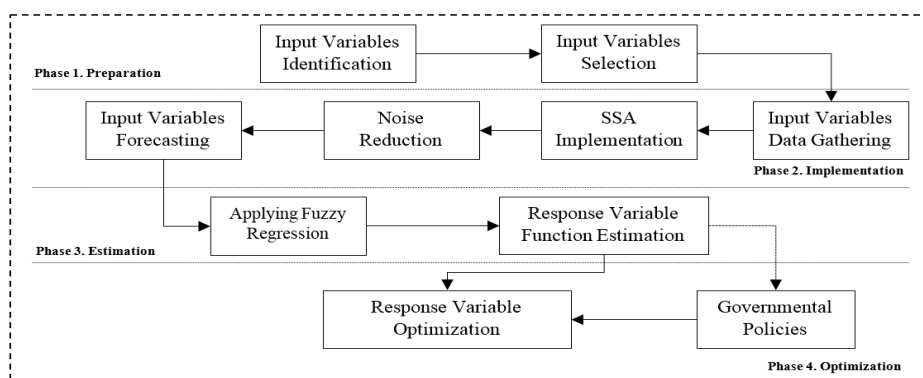 Input Variables
Identification
Input Variables
Selection
Phase 1. Preparation
Input Variables
Forecasting
Noise
Reduction
SSA
Implementation
Input Variables
Data Gathering
Phase 2. Implementation
Applying Fuzzy
Regression
Response Variable
Function Estimation
Phase 3. Estimation
Response Variable
Optimization
Governmental
Policies
Phase 4. Optimization